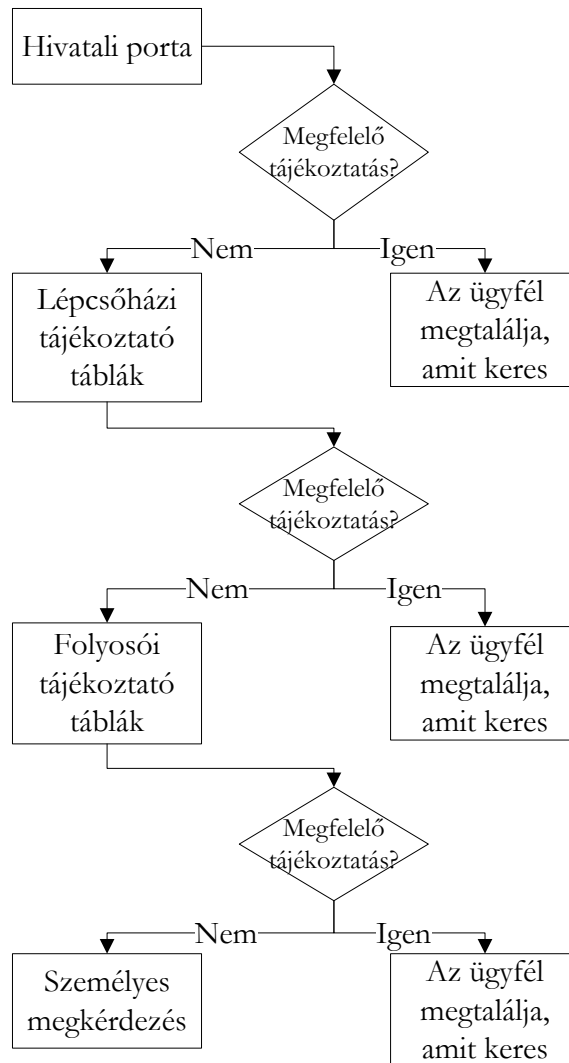 Hivatali porta
Megfelelő
tájékoztatás?
Nem
Igen
Lépcsőházi
tájékoztató
táblák
Az ügyfél
megtalálja,
amit keres
Megfelelő
tájékoztatás?
Nem
Igen
Folyosói
tájékoztató
táblák
Az ügyfél
megtalálja,
amit keres
Megfelelő
tájékoztatás?
Nem
Igen
Személyes
megkérdezés
Az ügyfél
megtalálja,
amit keres